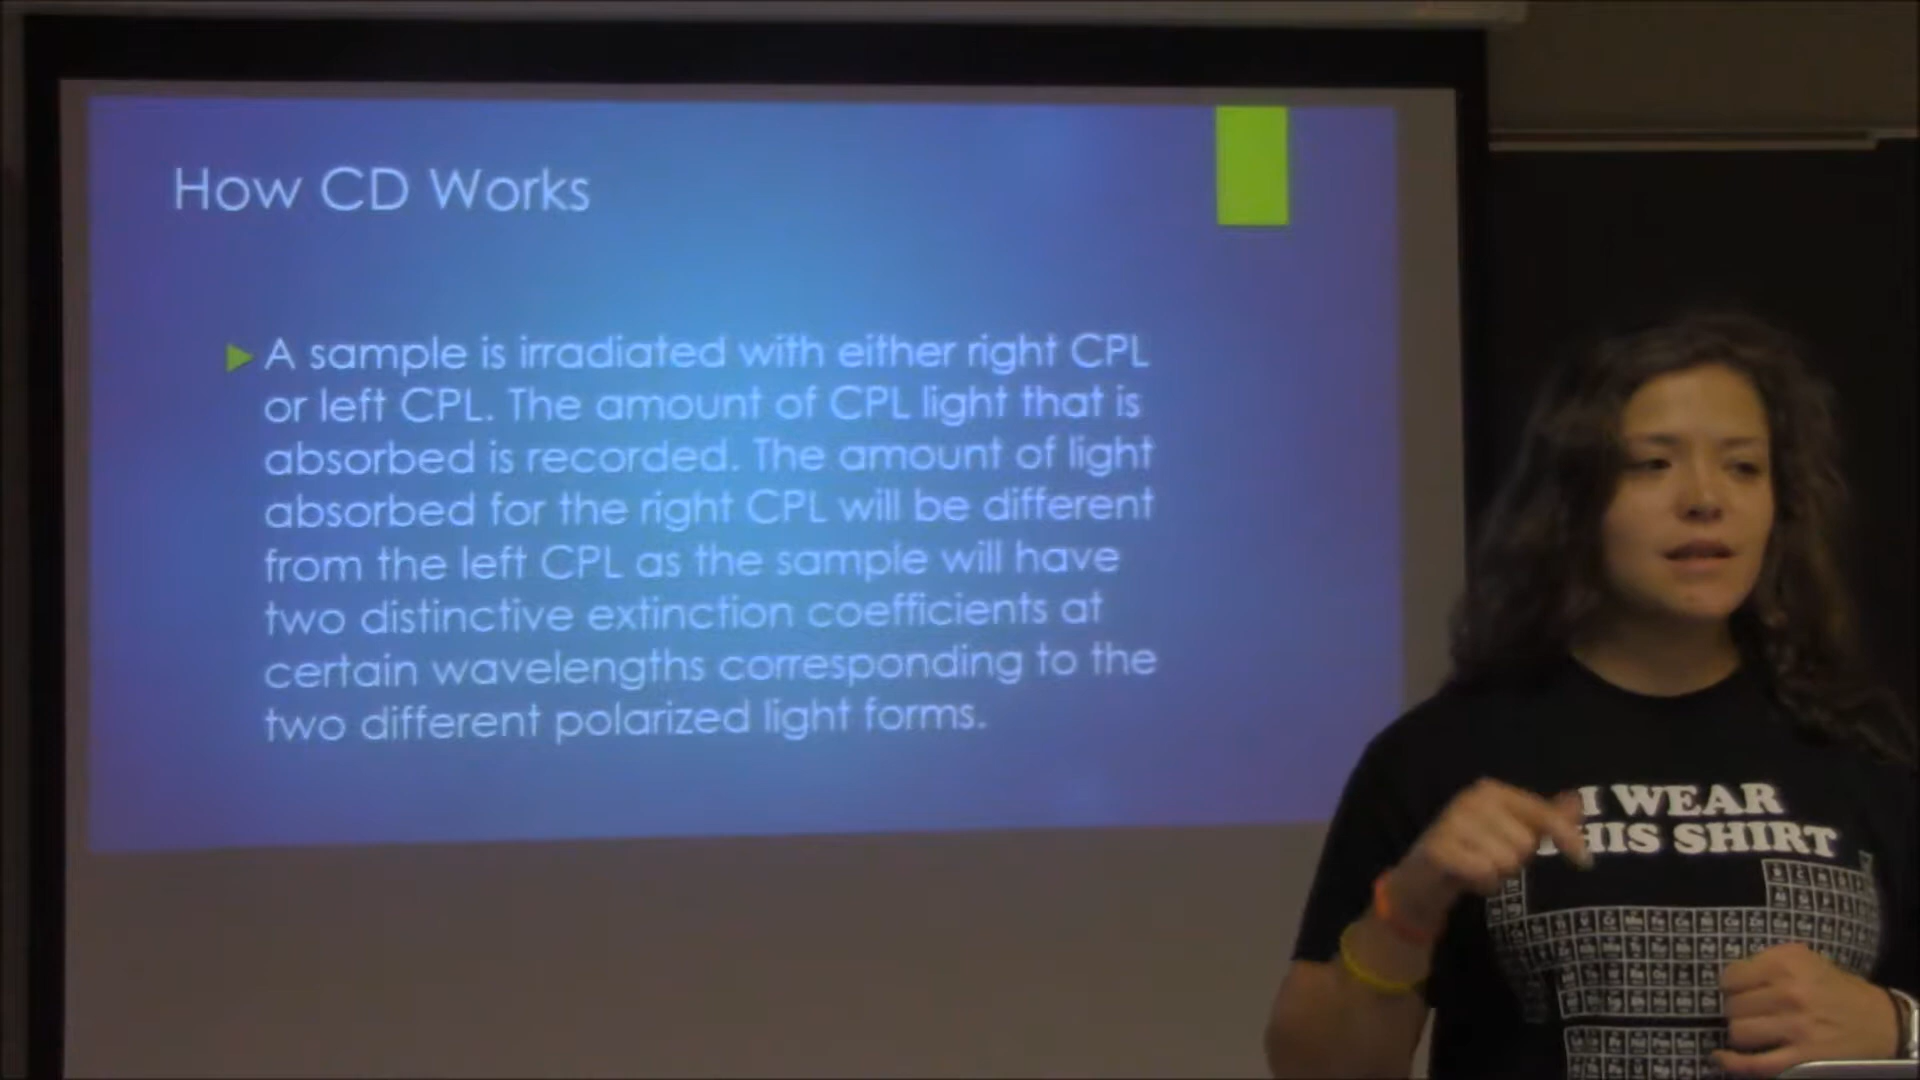 How CD Works
A sample is irradiated with either right CPL
or left CPL. The amount of CPL light that is
absorbed is recorded. The amount of light
absorbed for the right CPL will be different
from the left CPL as the sample will have
two distinctive extinction coefficients at
certain wavelengths corresponding to the
two different polarized light forms.
I WEAR
THIS SHIRT